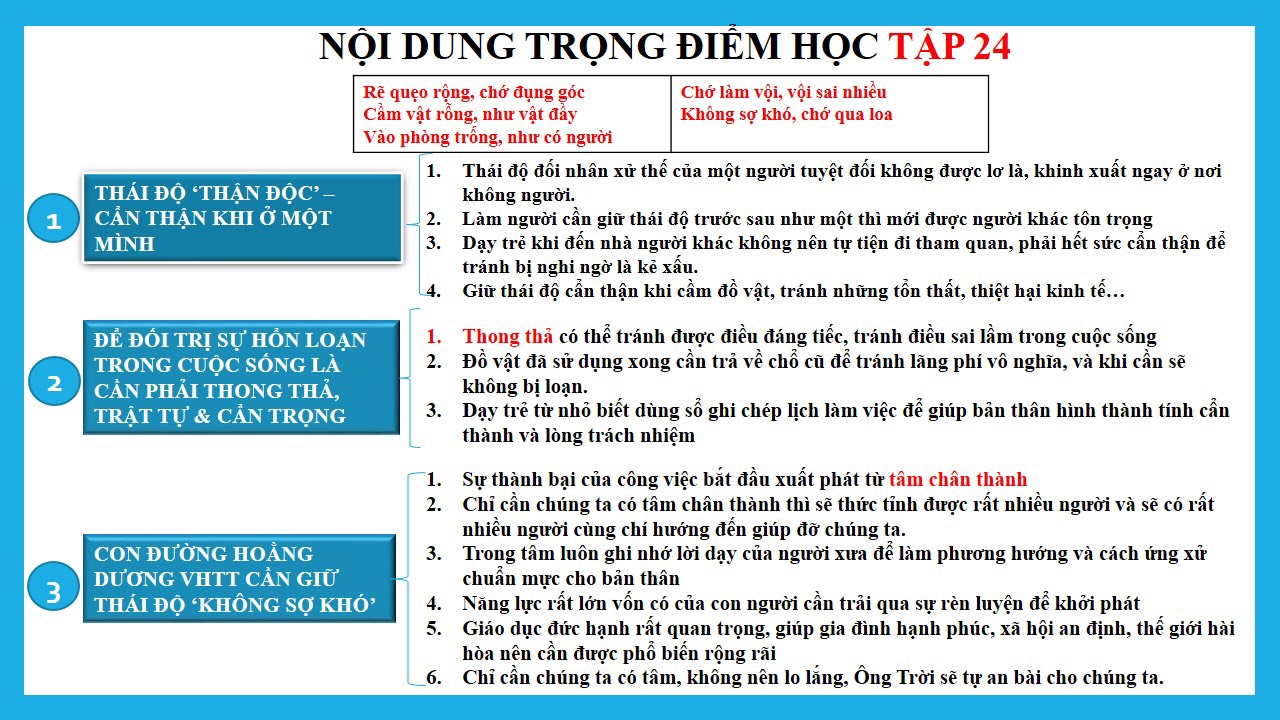 NỘI DUNG TRỌNG ĐIỂM HỌC TẬP 24
Rẽ quẹo rộng, chớ đụng góc
Cầm vật rỗng, như vật đầy
Vào phòng trống, như có người
Chớ làm vội, vội sai nhiều
Không sợ khó, chớ qua loa
1
THÁI ĐỘ ‘THẬN ĐỘC’ –
CẨN THẬN KHI Ở MỘT
MÌNH
1. Thái độ đối nhân xử thế của một người tuyệt đối không được lơ là, khinh xuất ngay ở nơi
không người.
2. Làm người cần giữ thái độ trước sau như một thì mới được người khác tôn trọng
3. Dạy trẻ khi đến nhà người khác không nên tự tiện đi tham quan, phải hết sức cẩn thận để
tránh bị nghi ngờ là kẻ xấu.
4. Giữ thái độ cẩn thận khi cầm đồ vật, tránh những tổn thất, thiệt hại kinh tế…
2
ĐỂ ĐỐI TRỊ SỰ HỔN LOẠN
TRONG CUỘC SỐNG LÀ
CẦN PHẢI THONG THẢ,
TRẬT TỰ & CẨN TRỌNG
1. Thong thả có thể tránh được điều đáng tiếc, tránh điều sai lầm trong cuộc sống
2. Đồ vật đã sử dụng xong cần trả về chổ cũ để tránh lãng phí vô nghĩa, và khi cần sẽ
không bị loạn.
3. Dạy trẻ từ nhỏ biết dùng sổ ghi chép lịch làm việc để giúp bản thân hình thành tính cẩn
thành và lòng trách nhiệm
3
CON ĐƯỜNG HOẰNG
DƯƠNG VHTT CẦN GIỮ
THÁI ĐỘ ‘KHÔNG SỢ KHÓ’
1. Sự thành bại của công việc bắt đầu xuất phát từ tâm chân thành
2. Chỉ cần chúng ta có tâm chân thành thì sẽ thức tỉnh được rất nhiều người và sẽ có rất
nhiều người cùng chí hướng đến giúp đỡ chúng ta.
3. Trong tâm luôn ghi nhớ lời dạy của người xưa để làm phương hướng và cách ứng xử
chuẩn mực cho bản thân
4. Năng lực rất lớn vốn có của con người cần trải qua sự rèn luyện để khởi phát
5. Giáo dục đức hạnh rất quan trọng, giúp gia đình hạnh phúc, xã hội an định, thế giới hài
hòa nên cần được phổ biến rộng rãi
6. Chỉ cần chúng ta có tâm, không nên lo lắng, Ông Trời sẽ tự an bài cho chúng ta.